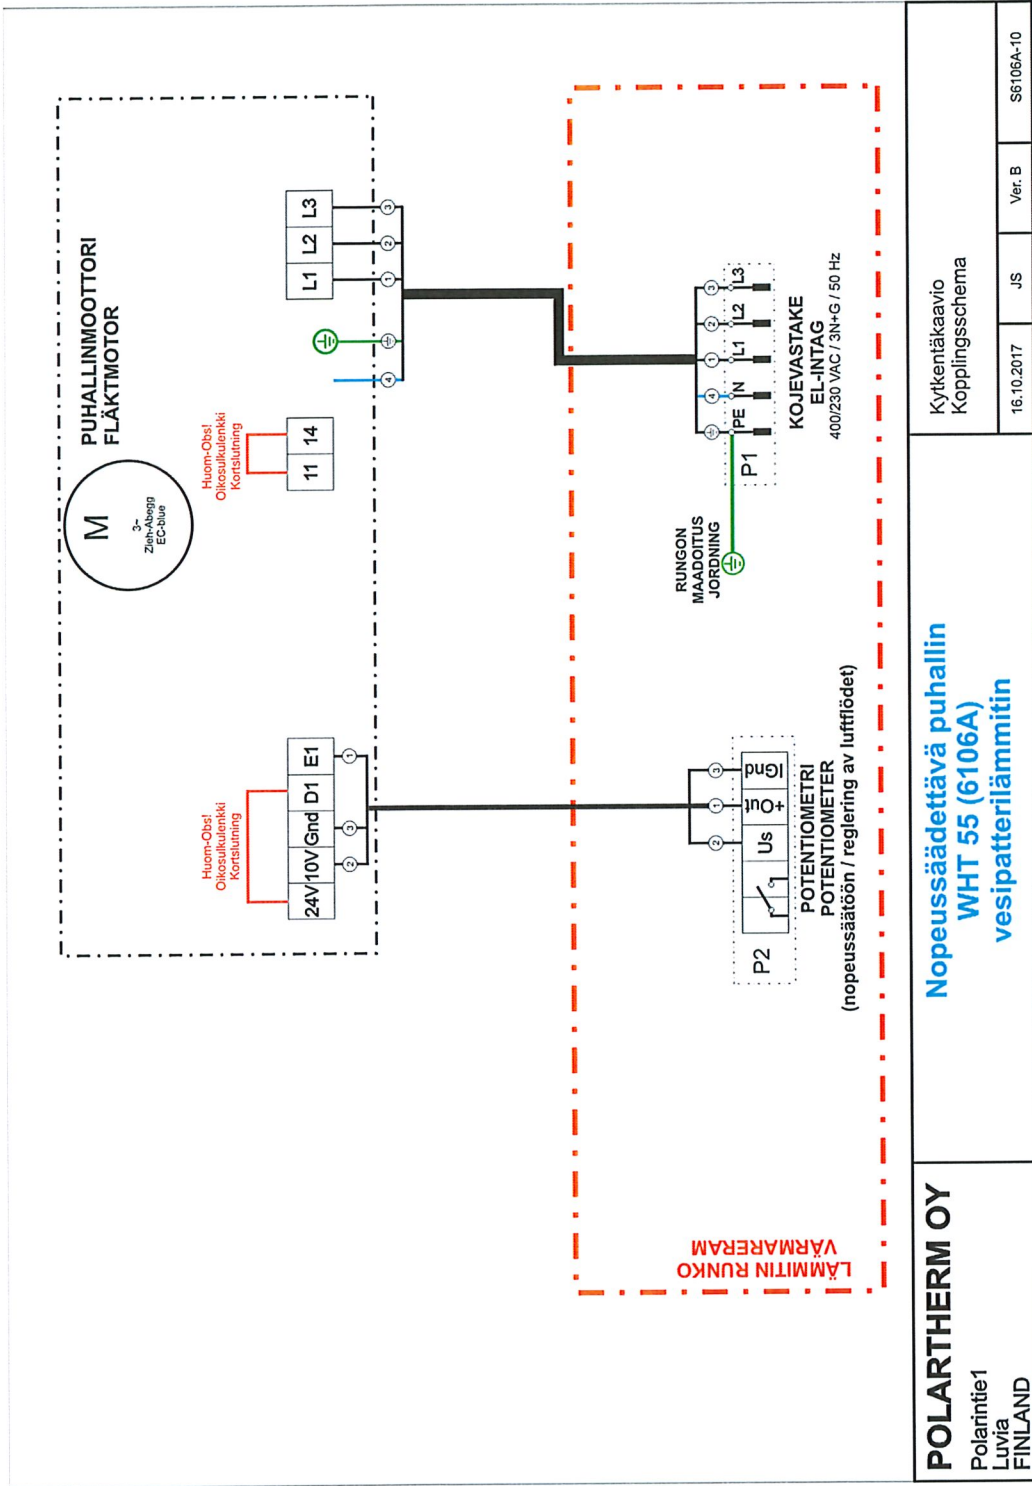 PUHALLINMOOTTORI
FLÄKTMOTOR
M
3~
Zieh-Abegg
EC-blue
Huom-Obs!
Oikosulkulenkki
Kortslutning
24V 10V Gnd D1 E1
2 3 1
Huom-Obs!
Oikosulkulenkki
Kortslutning
11 14
L1 L2 L3
4 1 2 3
LÄMMITIN RUNKO
VÄRMARERAM
2 1 3
Us +Out IGnd
P2
POTENTIOMETRI
POTENTIOMETER
(nopeussäätöön / reglering av luftflödet)
RUNGON
MAADOITUS
JORDNING
4 1 2 3
PE N L1 L2 L3
P1
KOJEVASTAKE
EL-INTAG
400/230 VAC / 3N+G / 50 Hz
POLARTHERM OY
Polarintie1
Luvia
FINLAND
Nopeussäädettävä puhallin
WHT 55 (6106A)
vesipatterilämmitin
Kytkentäkaavio
Kopplingsschema
16.10.2017 JS Ver. B S6106A-10